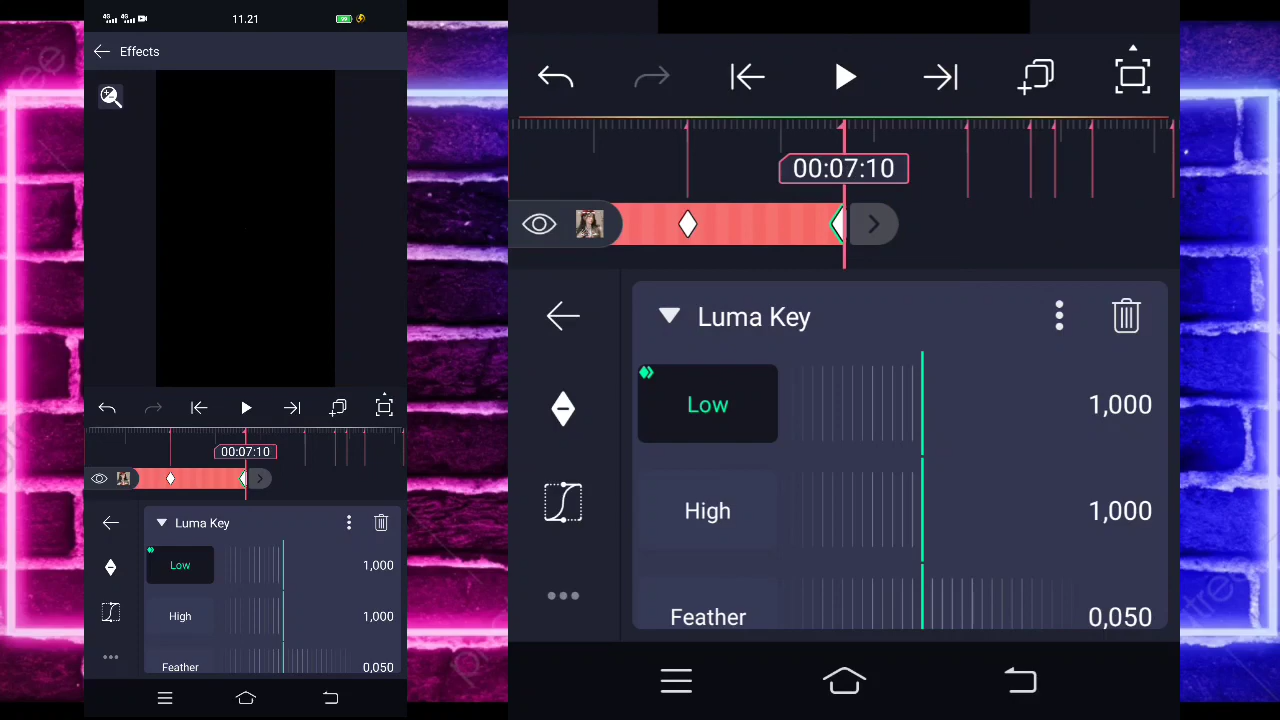 11.21
Effects
00:07:10
Luma Key
Low 1,000
High 1,000
Feather 0,050
00:07:10
Luma Key
Low 1,000
High 1,000
Feather 0,050